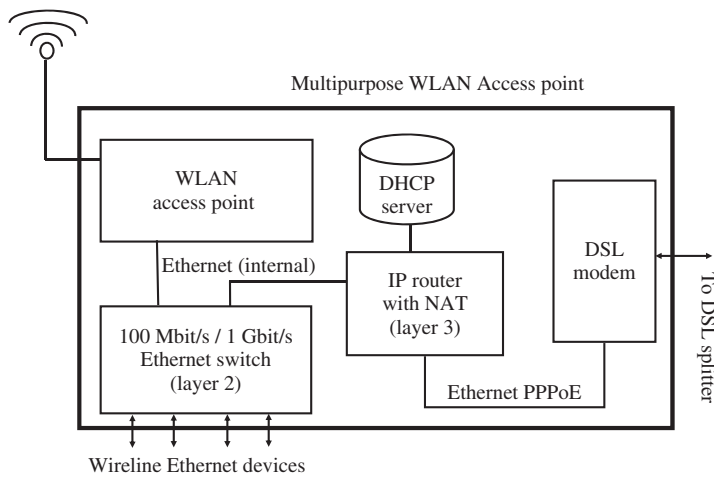 Multipurpose WLAN Access point
WLAN
access point
DHCP
server
DSL
modem
Ethernet (internal)
IP router
with NAT
(layer 3)
100 Mbit/s / 1 Gbit/s
Ethernet switch
(layer 2)
Ethernet PPPoE
To DSL splitter
Wireline Ethernet devices